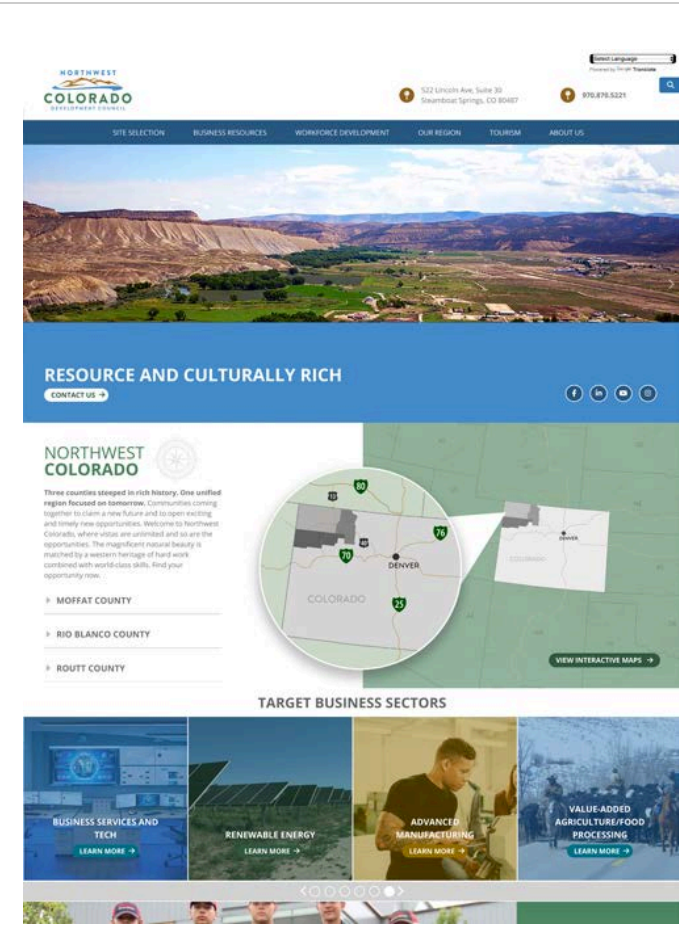 Select Language
Powered by Google Translate
NORTHWEST
COLORADO
DEVELOPMENT COUNCIL
522 Lincoln Ave, Suite 30
Steamboat Springs, CO 80487
970.876.5221
SITE SELECTION BUSINESS RESOURCES WORKFORCE DEVELOPMENT OUR REGION TOURISM ABOUT US
RESOURCE AND CULTURALLY RICH
CONTACT US →
NORTHWEST
COLORADO
Three counties steeped in rich history. One unified
region focused on tomorrow. Communities coming
together to claim a new future and to open exciting
and timely new opportunities. Welcome to Northwest
Colorado, where vistas are unlimited and so are the
opportunities. The magnificent natural beauty is
matched by a western heritage of hard work
combined with world-class skills. Find your
opportunity now.
MOFFAT COUNTY
RIO BLANCO COUNTY
ROUTT COUNTY
80
76
40
70
DENVER
COLORADO
25
DENVER
COLORADO
VIEW INTERACTIVE MAPS →
TARGET BUSINESS SECTORS
BUSINESS SERVICES AND
TECH
LEARN MORE →
RENEWABLE ENERGY
LEARN MORE →
ADVANCED
MANUFACTURING
LEARN MORE →
VALUE-ADDED
AGRICULTURE/FOOD
PROCESSING
LEARN MORE →